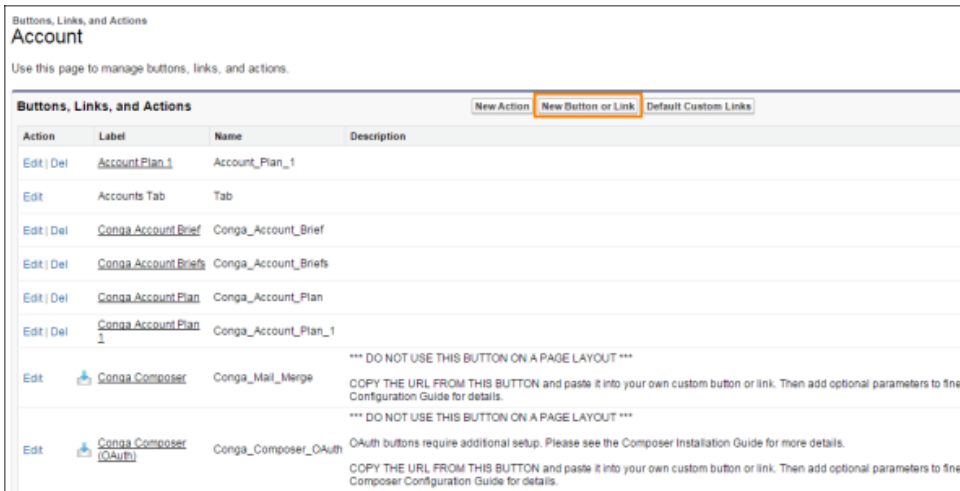 Buttons, Links, and Actions
Account
Use this page to manage buttons, links, and actions.
Buttons, Links, and Actions New Action New Button or Link Default Custom Links
Action Label Name Description
Edit | Del Account Plan 1 Account_Plan_1
Edit Accounts Tab Tab
Edit | Del Conga Account Brief Conga_Account_Brief
Edit | Del Conga Account Briefs Conga_Account_Briefs
Edit | Del Conga Account Plan Conga_Account_Plan
Edit | Del Conga Account Plan 1 Conga_Account_Plan_1
*** DO NOT USE THIS BUTTON ON A PAGE LAYOUT ***
Edit Conga Composer Conga_Mail_Merge COPY THE URL FROM THIS BUTTON and paste it into your own custom button or link. Then add optional parameters to fine
Configuration Guide for details.
*** DO NOT USE THIS BUTTON ON A PAGE LAYOUT ***
Edit Conga Composer (OAuth) Conga_Composer_OAuth OAuth buttons require additional setup. Please see the Composer Installation Guide for more details.
COPY THE URL FROM THIS BUTTON and paste it into your own custom button or link. Then add optional parameters to fine
Composer Configuration Guide for details.